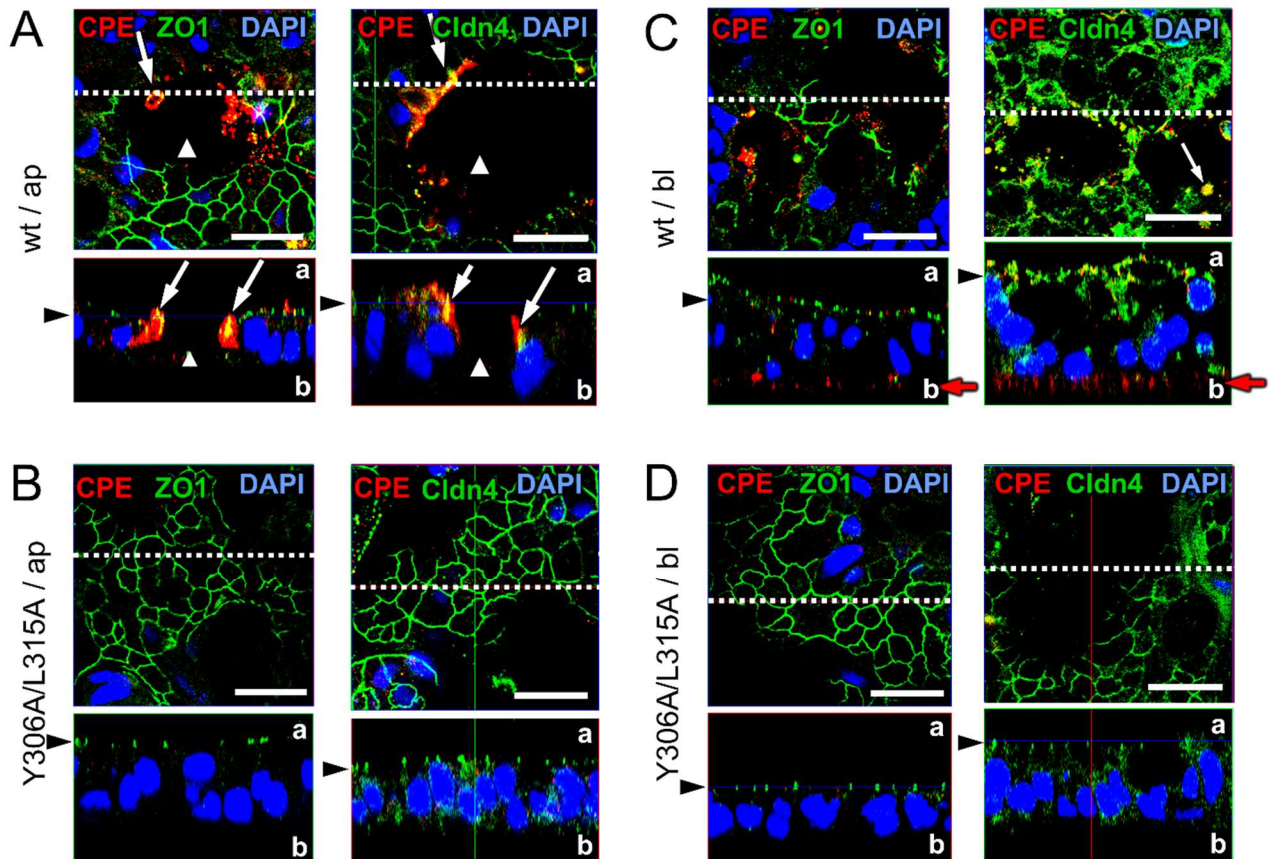 A
CPE ZO1 DAPI
CPE Cldn4 DAPI
wt / ap
a
b
a
b
C
CPE ZO1 DAPI
CPE Cldn4 DAPI
wt / bl
a
b
a
b
B
CPE ZO1 DAPI
CPE Cldn4 DAPI
Y306A/L315A / ap
a
b
a
b
D
CPE ZO1 DAPI
CPE Cldn4 DAPI
Y306A/L315A / bl
a
b
a
b